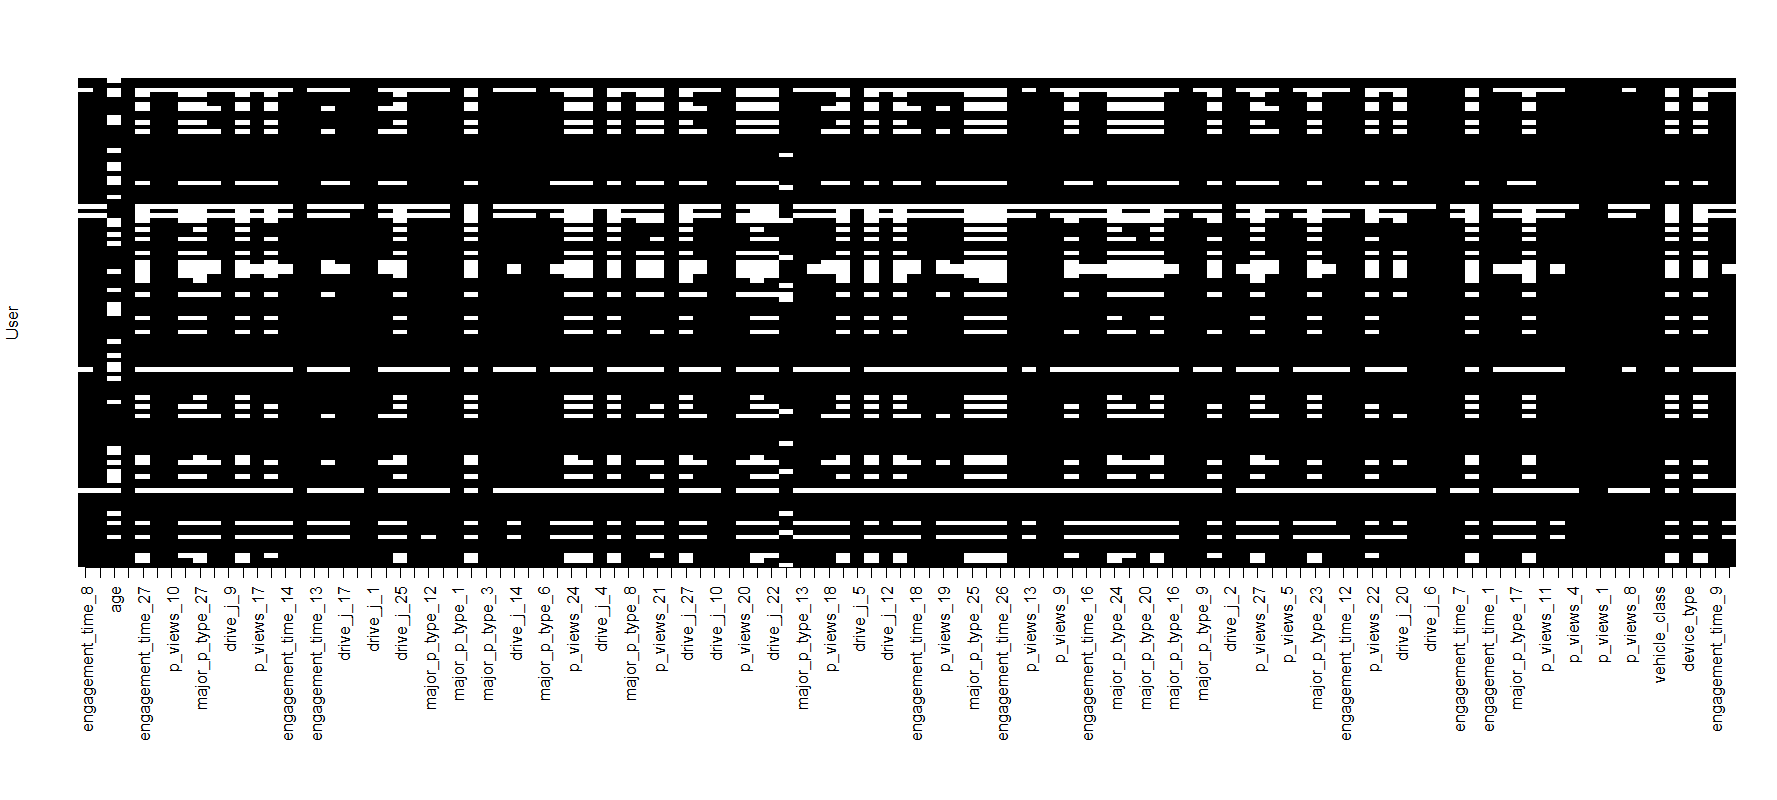 User
engagement_time_8
age
engagement_time_27
p_views_10
major_p_type_27
drive_j_9
p_views_17
engagement_time_14
engagement_time_13
drive_j_17
drive_j_1
drive_j_25
major_p_type_12
major_p_type_1
major_p_type_3
drive_j_14
major_p_type_6
p_views_24
drive_j_4
major_p_type_8
p_views_21
drive_j_27
drive_j_10
p_views_20
drive_j_22
major_p_type_13
p_views_18
drive_j_5
drive_j_12
engagement_time_18
p_views_19
major_p_type_25
engagement_time_26
p_views_13
p_views_9
engagement_time_16
major_p_type_24
major_p_type_20
major_p_type_16
major_p_type_9
drive_j_2
p_views_27
p_views_5
major_p_type_23
engagement_time_12
p_views_22
drive_j_20
drive_j_6
engagement_time_7
engagement_time_1
major_p_type_17
p_views_11
p_views_4
p_views_1
p_views_8
vehicle_class
device_type
engagement_time_9